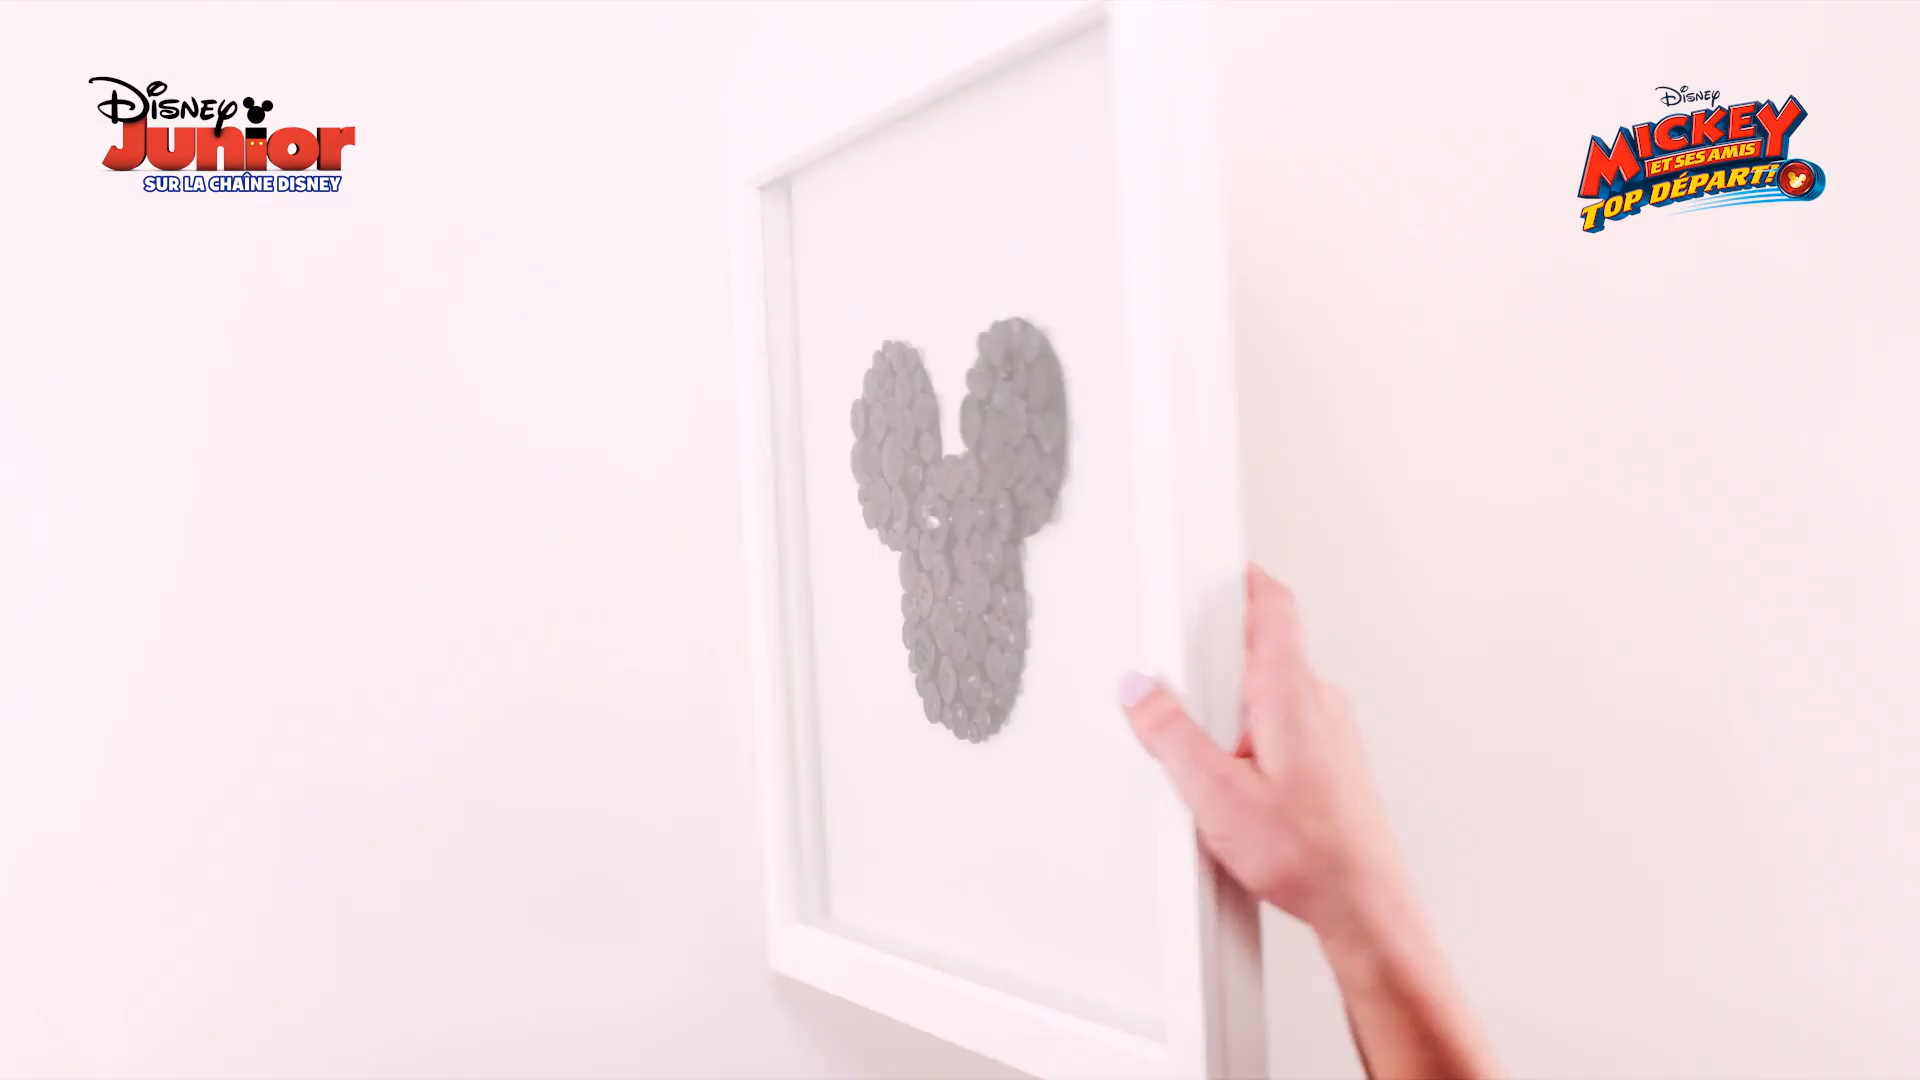 Disney
Junior
SUR LA CHAÎNE DISNEY
Disney
MICKEY
ET SES AMIS
TOP DÉPART!